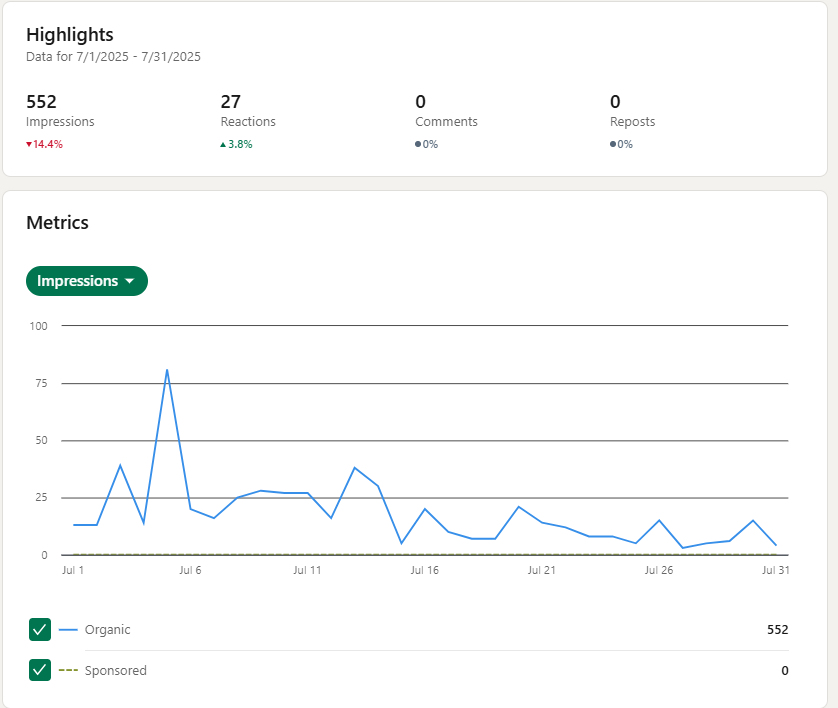 Highlights
Data for 7/1/2025 - 7/31/2025
552 27 0 0
Impressions Reactions Comments Reposts
▾14.4% ▴3.8% ●0% ●0%
Metrics
Impressions
100
75
50
25
0
Jul 1 Jul 6 Jul 11 Jul 16 Jul 21 Jul 26 Jul 31
Organic 552
Sponsored 0